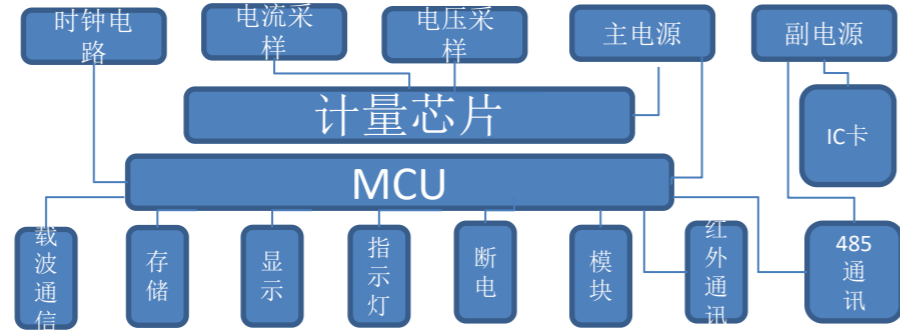 时钟电
路
电流采
样
电压采
样
主电源
副电源
计量芯片
IC卡
MCU
载
波
通
信
存
储
显
示
指
示
灯
断
电
模
块
红
外
通
讯
485
通
讯